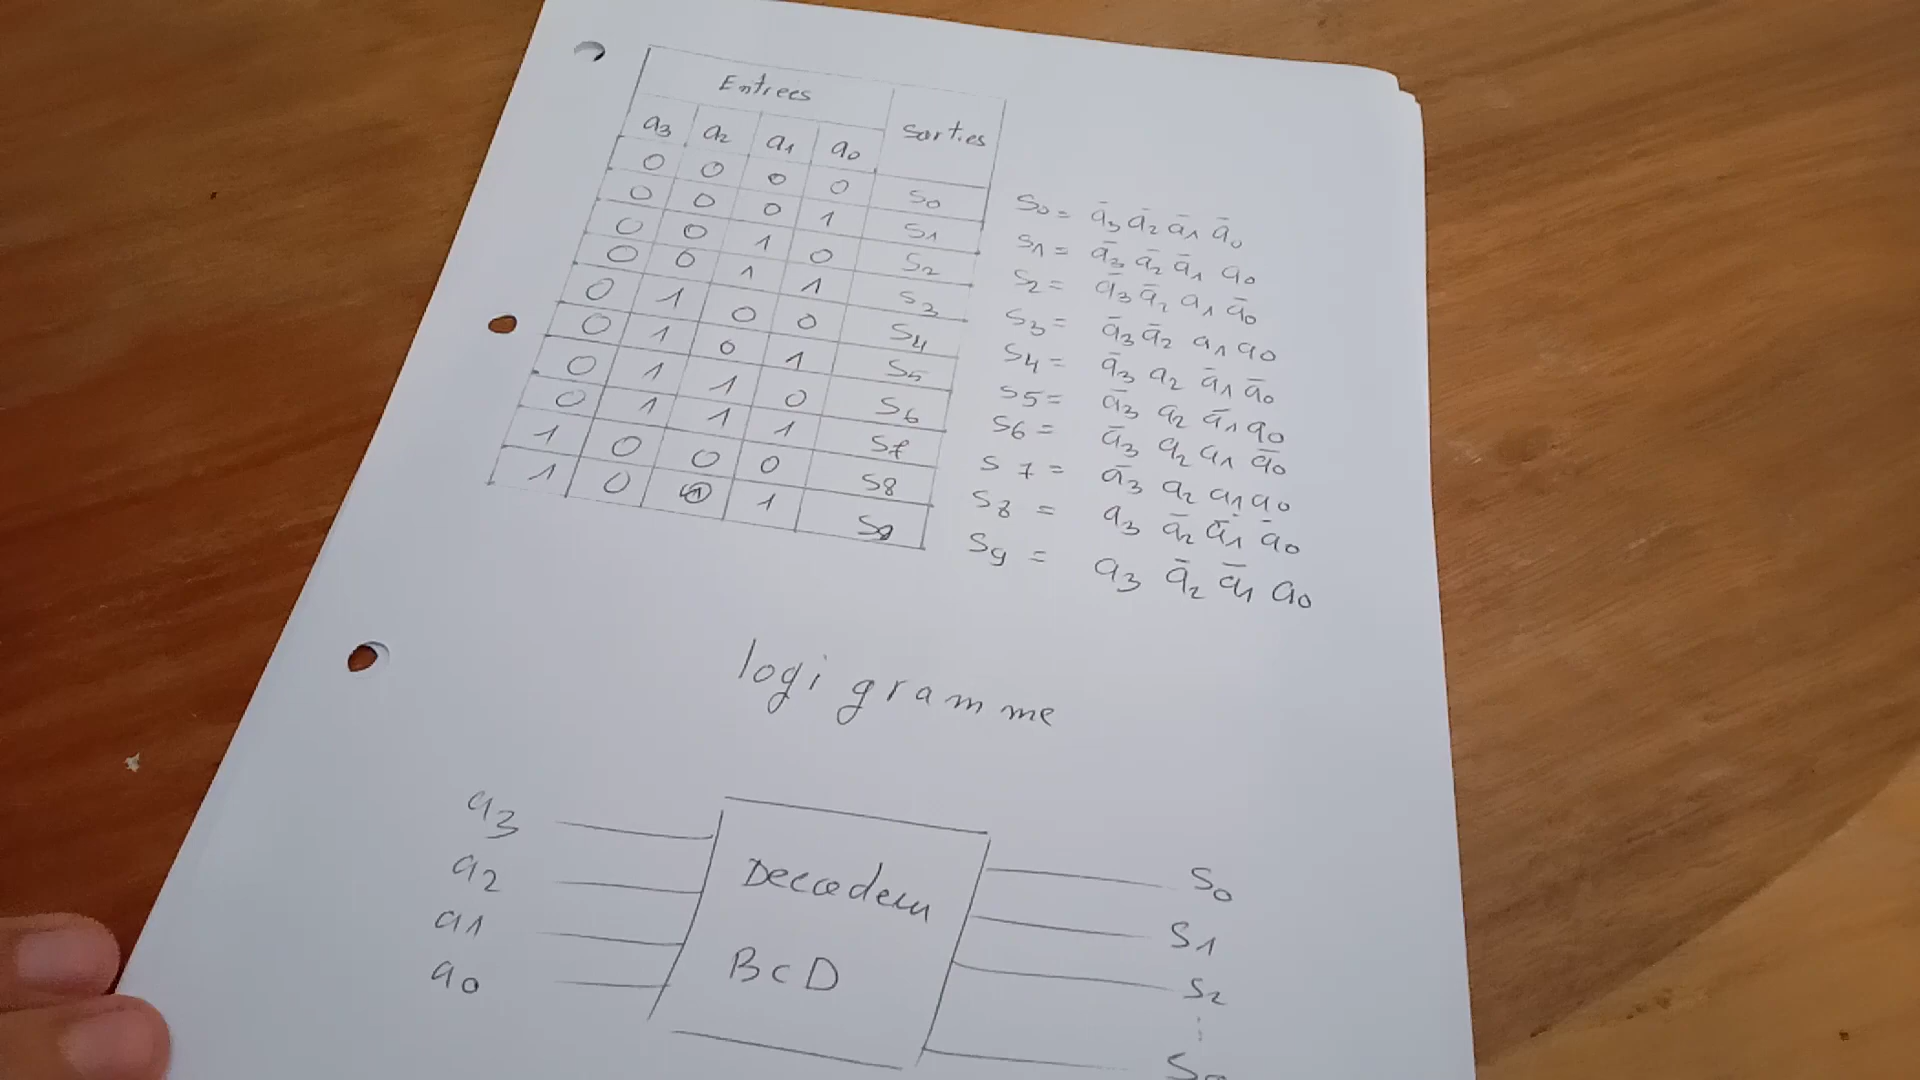 Entrees Sorties
a3 a2 a1 a0
0 0 0 0 S0
0 0 0 1 S1
0 0 1 0 S2
0 0 1 1 S3
0 1 0 0 S4
0 1 0 1 S5
0 1 1 0 S6
0 1 1 1 S7
1 0 0 0 S8
1 0 0 1 S9
S0 = ā3 ā2 ā1 ā0
S1 = ā3 ā2 ā1 a0
S2 = ā3 ā2 a1 ā0
S3 = ā3 ā2 a1 a0
S4 = ā3 a2 ā1 ā0
S5 = ā3 a2 ā1 a0
S6 = ā3 a2 a1 ā0
S7 = ā3 a2 a1 a0
S8 = a3 ā2 ā1 ā0
S9 = a3 ā2 ā1 a0
logigramme
a3
a2
a1
a0
Decodeur
BCD
S0
S1
S2
⋮
S9